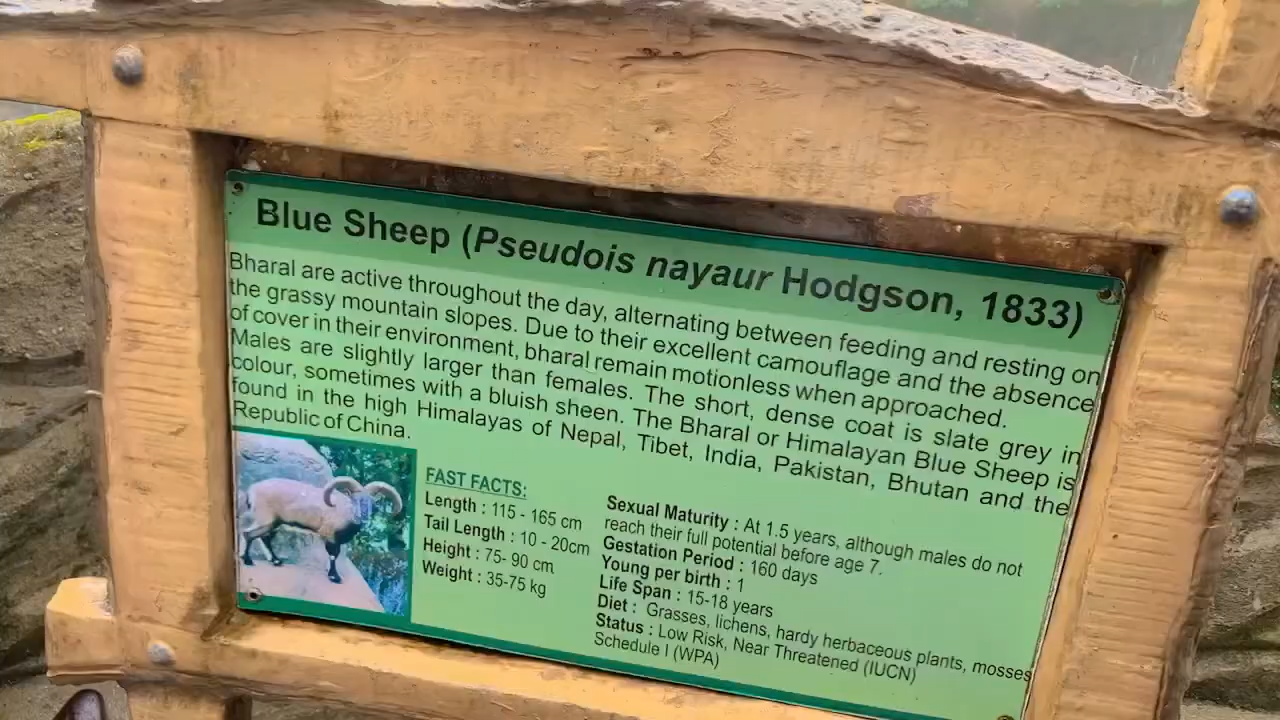 Blue Sheep (Pseudois nayaur Hodgson, 1833)
Bharal are active throughout the day, alternating between feeding and resting on
the grassy mountain slopes. Due to their excellent camouflage and the absence
of cover in their environment, bharal remain motionless when approached.
Males are slightly larger than females. The short, dense coat is slate grey in
colour, sometimes with a bluish sheen. The Bharal or Himalayan Blue Sheep is
found in the high Himalayas of Nepal, Tibet, India, Pakistan, Bhutan and the
Republic of China.
FAST FACTS:
Length : 115 - 165 cm
Tail Length : 10 - 20cm
Height : 75- 90 cm
Weight : 35-75 kg
Sexual Maturity : At 1.5 years, although males do not
reach their full potential before age 7.
Gestation Period : 160 days
Young per birth : 1
Life Span : 15-18 years
Diet : Grasses, lichens, hardy herbaceous plants, mosses
Status : Low Risk, Near Threatened (IUCN)
Schedule I (WPA)